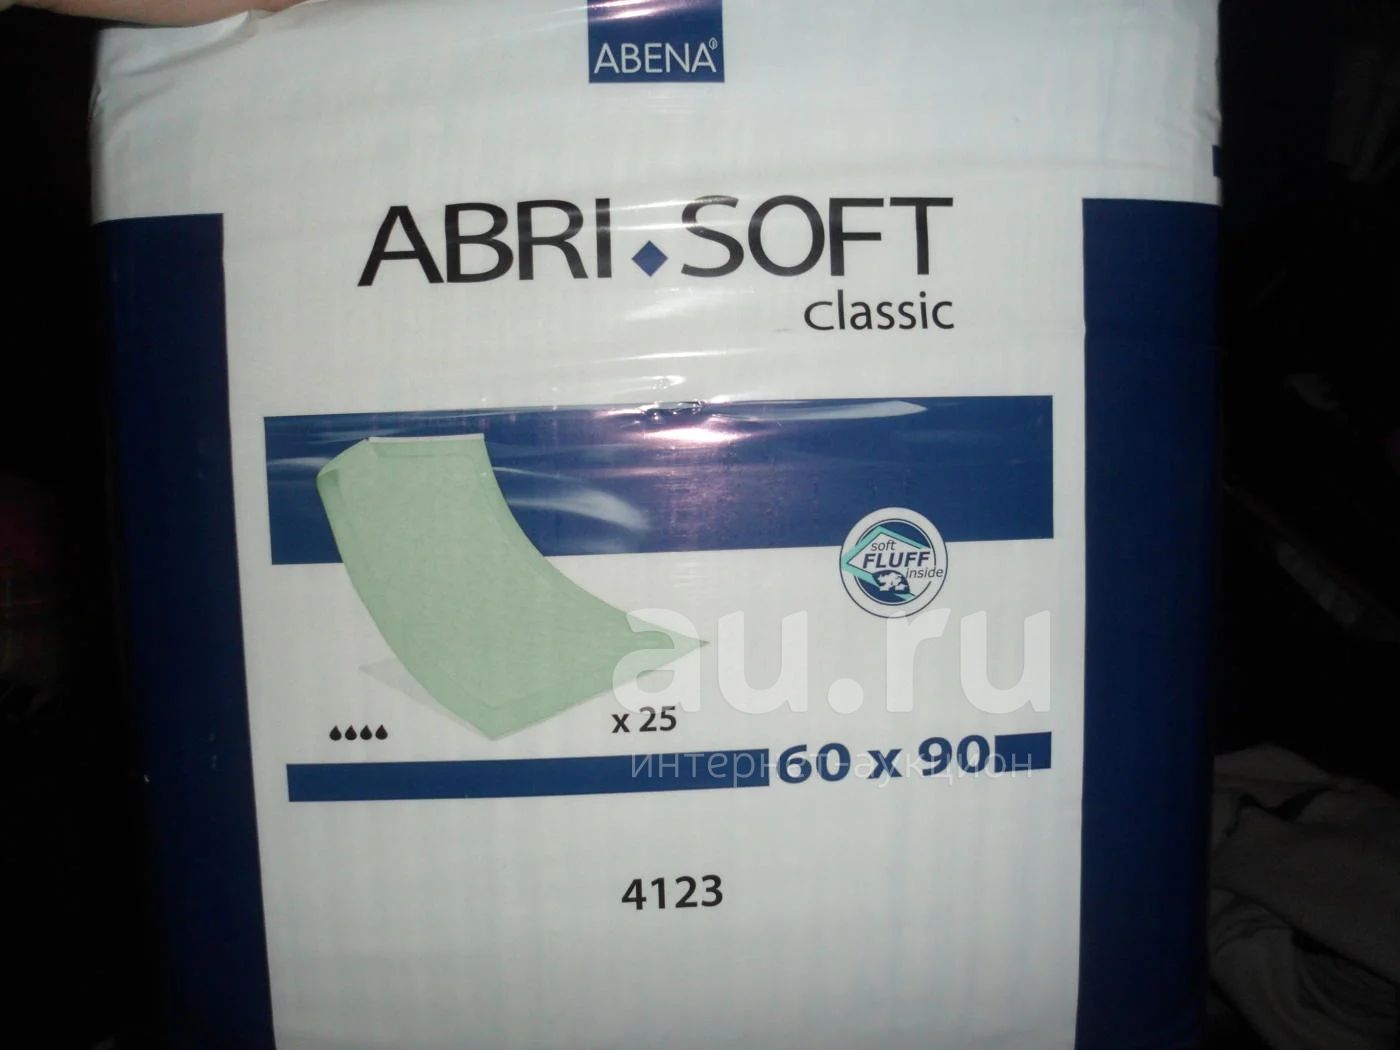 ABENA
ABRI SOFT
classic
soft
FLUFF
inside
au.ru
x 25
60 x 90
интернет-аукцион
4123